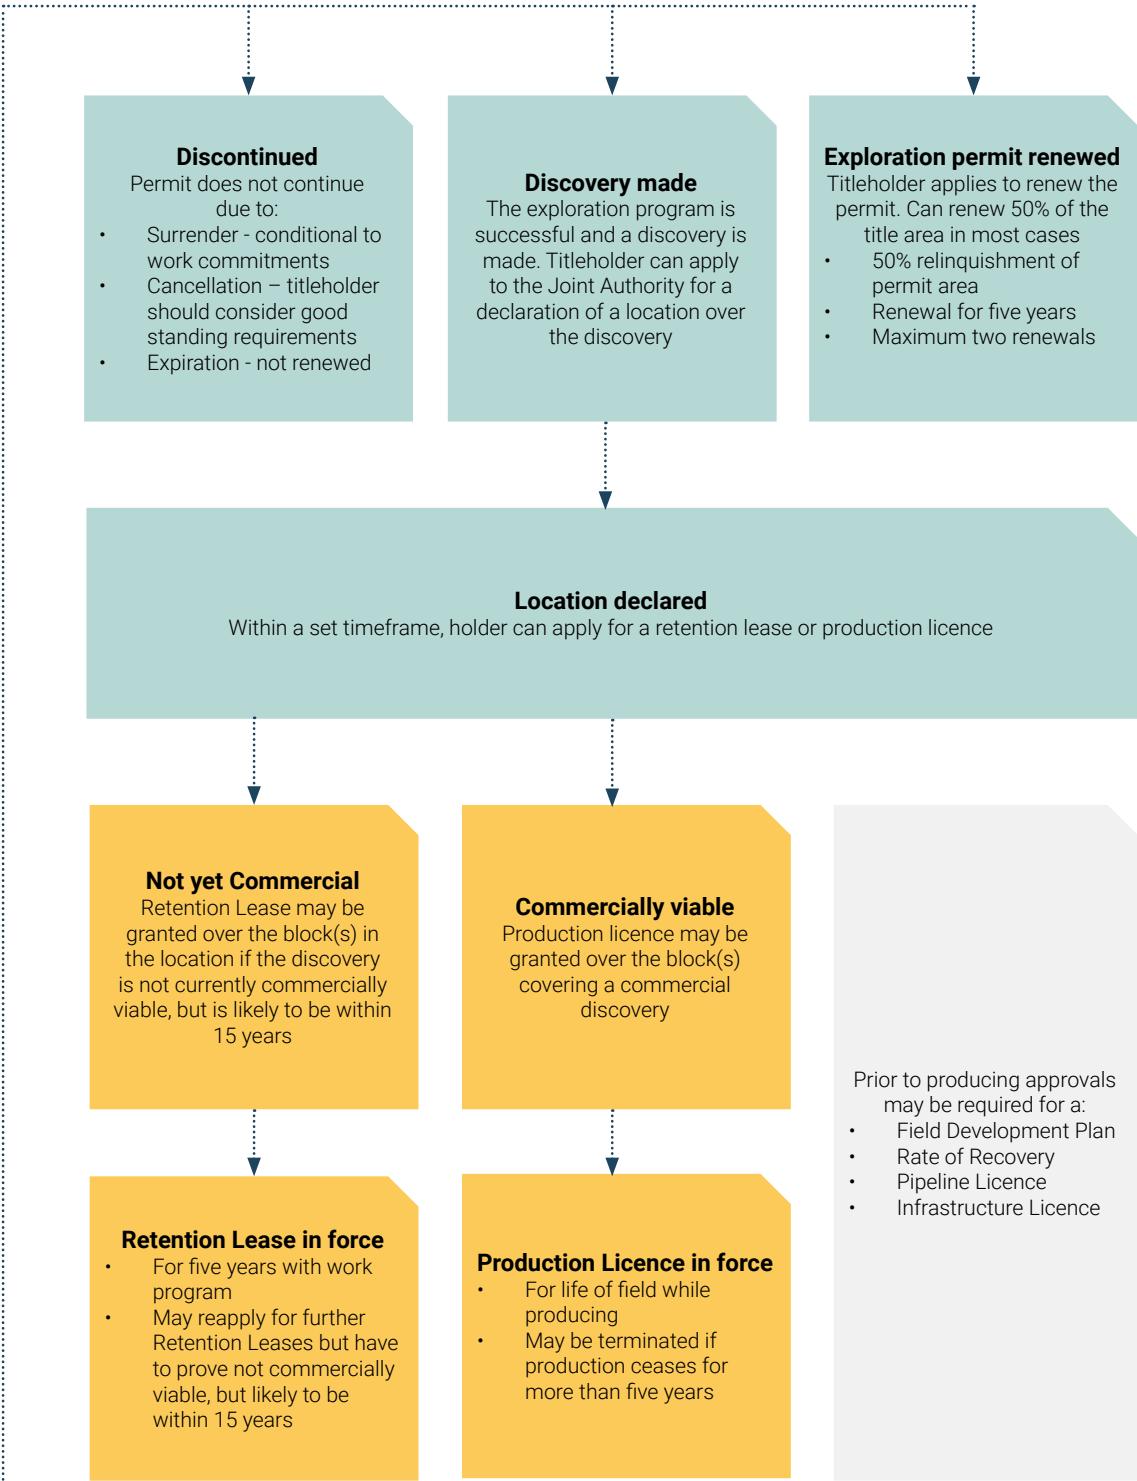 Discontinued
Permit does not continue
due to:
• Surrender - conditional to
work commitments
• Cancellation – titleholder
should consider good
standing requirements
• Expiration - not renewed
Discovery made
The exploration program is
successful and a discovery is
made. Titleholder can apply
to the Joint Authority for a
declaration of a location over
the discovery
Exploration permit renewed
Titleholder applies to renew the
permit. Can renew 50% of the
title area in most cases
• 50% relinquishment of
permit area
• Renewal for five years
• Maximum two renewals
Location declared
Within a set timeframe, holder can apply for a retention lease or production licence
Not yet Commercial
Retention Lease may be
granted over the block(s) in
the location if the discovery
is not currently commercially
viable, but is likely to be within
15 years
Commercially viable
Production licence may be
granted over the block(s)
covering a commercial
discovery
Retention Lease in force
• For five years with work
program
• May reapply for further
Retention Leases but have
to prove not commercially
viable, but likely to be
within 15 years
Production Licence in force
• For life of field while
producing
• May be terminated if
production ceases for
more than five years
Prior to producing approvals
may be required for a:
• Field Development Plan
• Rate of Recovery
• Pipeline Licence
• Infrastructure Licence